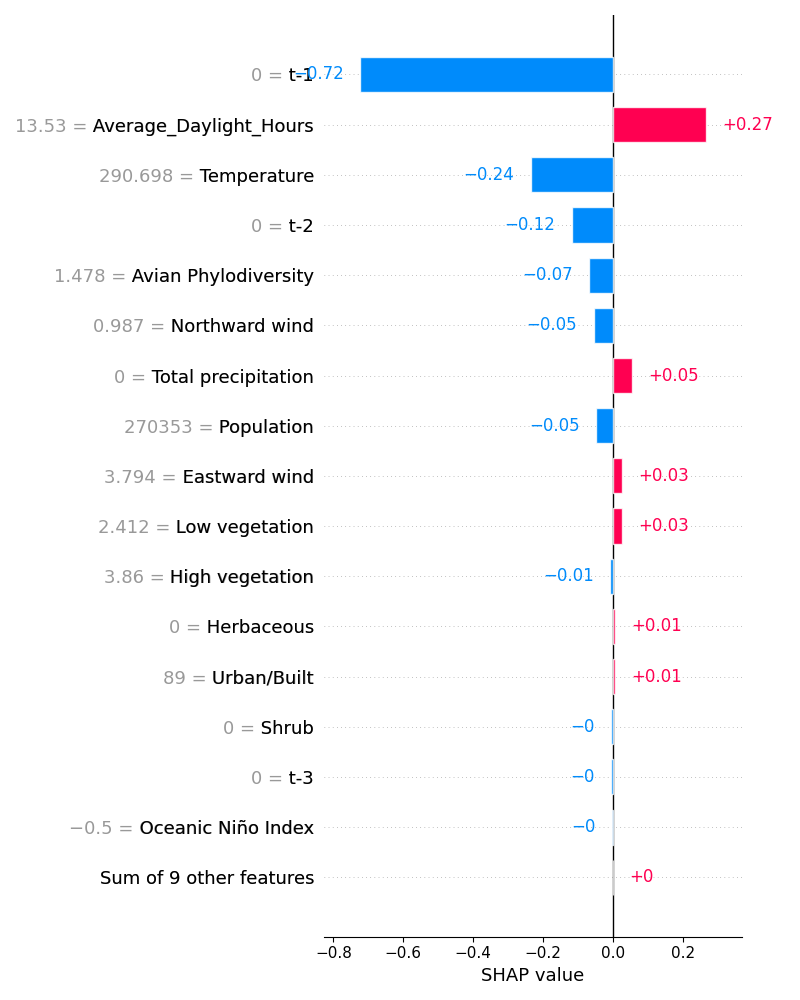 0 = t-1 −0.72
13.53 = Average_Daylight_Hours +0.27
290.698 = Temperature −0.24
0 = t-2 −0.12
1.478 = Avian Phylodiversity −0.07
0.987 = Northward wind −0.05
0 = Total precipitation +0.05
270353 = Population −0.05
3.794 = Eastward wind +0.03
2.412 = Low vegetation +0.03
3.86 = High vegetation −0.01
0 = Herbaceous +0.01
89 = Urban/Built +0.01
0 = Shrub −0
0 = t-3 −0
−0.5 = Oceanic Niño Index −0
Sum of 9 other features +0
−0.8 −0.6 −0.4 −0.2 0.0 0.2
SHAP value